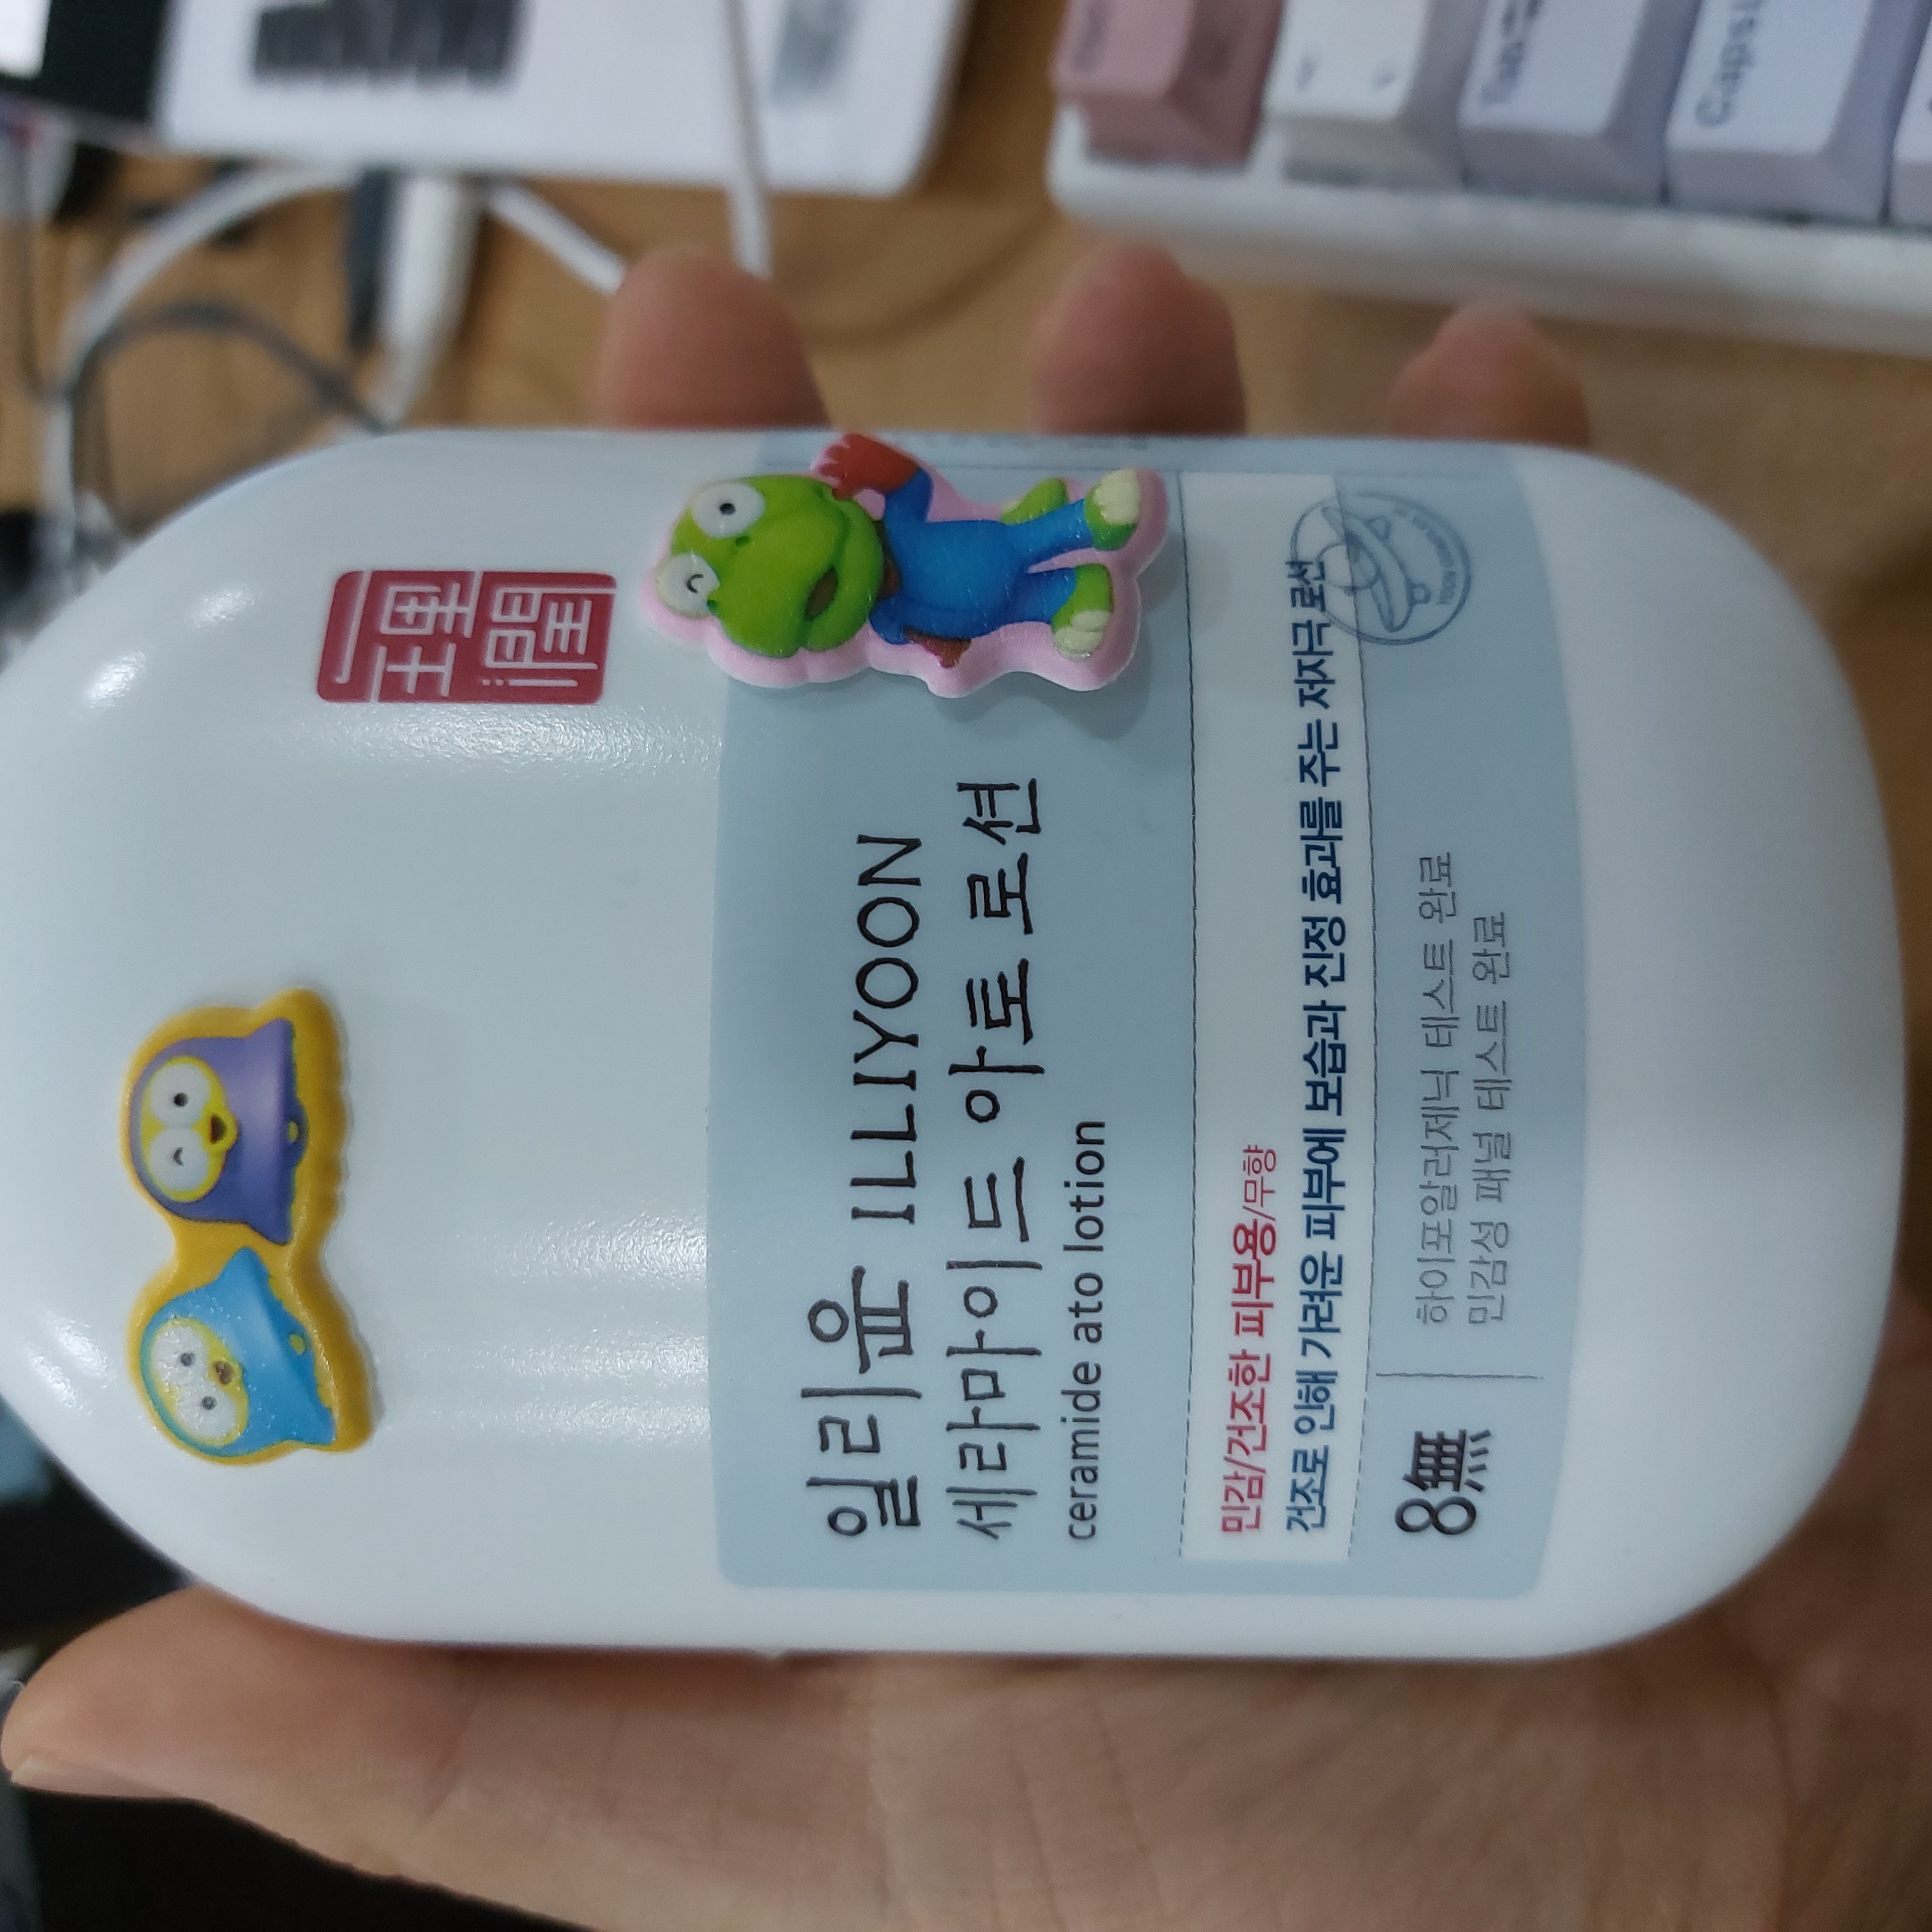 一理潤
일리윤 ILLIYOON
세라마이드 아토 로션
ceramide ato lotion
민감/건조한 피부용/무향
건조로 인해 가려운 피부에 보습과 진정 효과를 주는 저자극 로션
8無
하이포알러제닉 테스트 완료
민감성 패널 테스트 완료
YOON
Tab
Caps